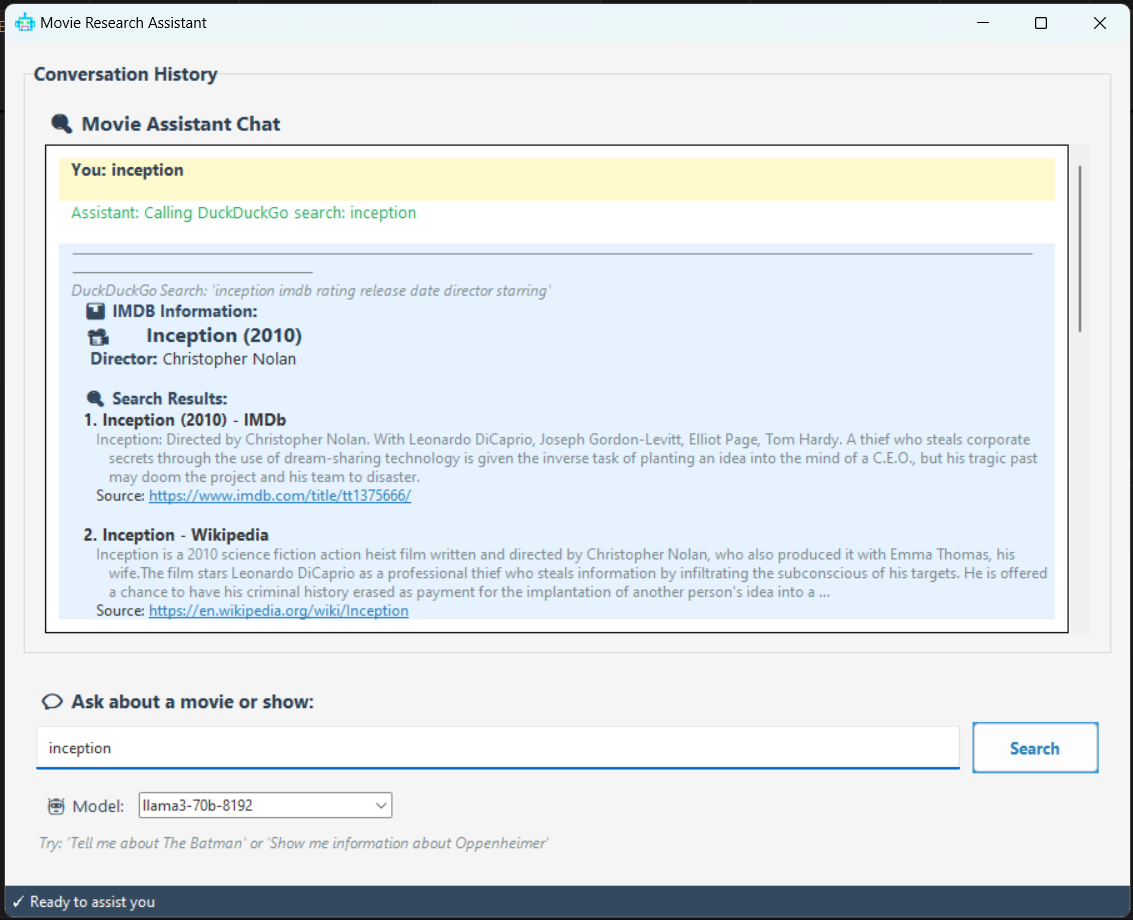 Movie Research Assistant
Conversation History
Movie Assistant Chat
You: inception
Assistant: Calling DuckDuckGo search: inception
DuckDuckGo Search: 'inception imdb rating release date director starring'
IMDB Information:
Inception (2010)
Director: Christopher Nolan
Search Results:
1. Inception (2010) - IMDb
Inception: Directed by Christopher Nolan. With Leonardo DiCaprio, Joseph Gordon-Levitt, Elliot Page, Tom Hardy. A thief who steals corporate
secrets through the use of dream-sharing technology is given the inverse task of planting an idea into the mind of a C.E.O., but his tragic past
may doom the project and his team to disaster.
Source: https://www.imdb.com/title/tt1375666/
2. Inception - Wikipedia
Inception is a 2010 science fiction action heist film written and directed by Christopher Nolan, who also produced it with Emma Thomas, his
wife.The film stars Leonardo DiCaprio as a professional thief who steals information by infiltrating the subconscious of his targets. He is offered
a chance to have his criminal history erased as payment for the implantation of another person's idea into a ...
Source: https://en.wikipedia.org/wiki/Inception
Ask about a movie or show:
inception
Search
Model: llama3-70b-8192
Try: 'Tell me about The Batman' or 'Show me information about Oppenheimer'
✓ Ready to assist you